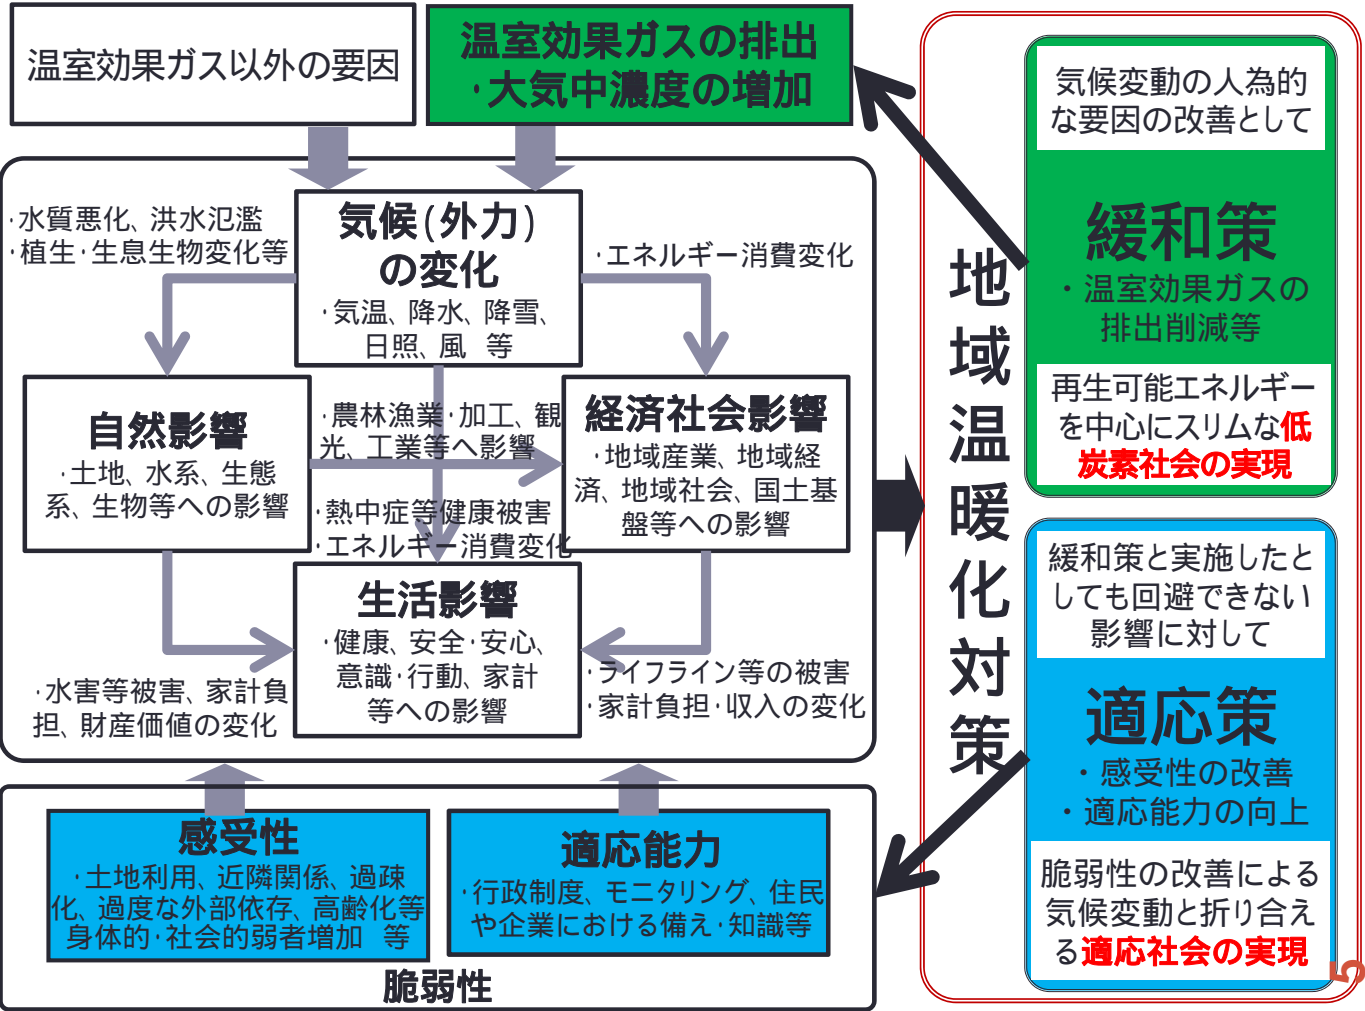 温室効果ガス以外の要因
温室効果ガスの排出
・大気中濃度の増加
・水質悪化、洪水氾濫
・植生・生息生物変化等
気候(外力)
の変化
・気温、降水、降雪、
日照、風　等
・エネルギー消費変化
自然影響
・土地、水系、生態
系、生物等への影響
・農林漁業・加工、観
光、工業等へ影響
経済社会影響
・地域産業、地域経
済、地域社会、国土基
盤等への影響
・熱中症等健康被害
・エネルギー消費変化
生活影響
・健康、安全・安心、
意識・行動、家計
等への影響
・水害等被害、家計負
担、財産価値の変化
・ライフライン等の被害
・家計負担・収入の変化
感受性
・土地利用、近隣関係、過疎
化、過度な外部依存、高齢化等
身体的・社会的弱者増加　等
適応能力
・行政制度、モニタリング、住民
や企業における備え・知識等
脆弱性
地域温暖化対策
気候変動の人為的
な要因の改善として
緩和策
・温室効果ガスの
排出削減等
再生可能エネルギー
を中心にスリムな低
炭素社会の実現
緩和策と実施したと
しても回避できない
影響に対して
適応策
・感受性の改善
・適応能力の向上
脆弱性の改善による
気候変動と折り合え
る適応社会の実現
5